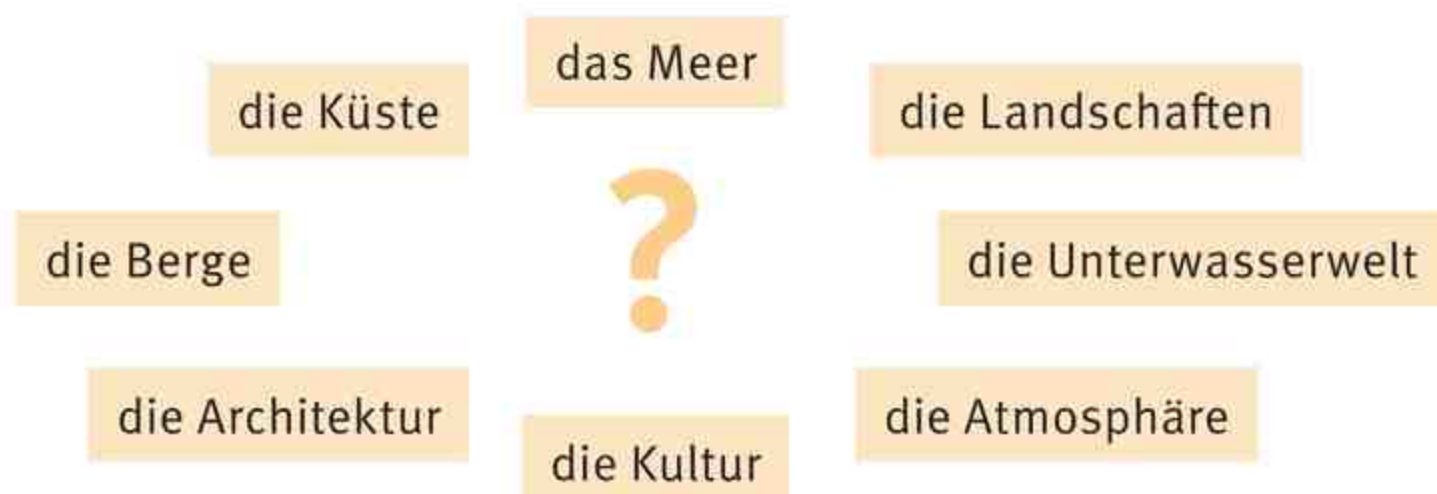 das Meer
die Küste
die Landschaften
?
die Berge
die Unterwasserwelt
die Architektur
die Atmosphäre
die Kultur